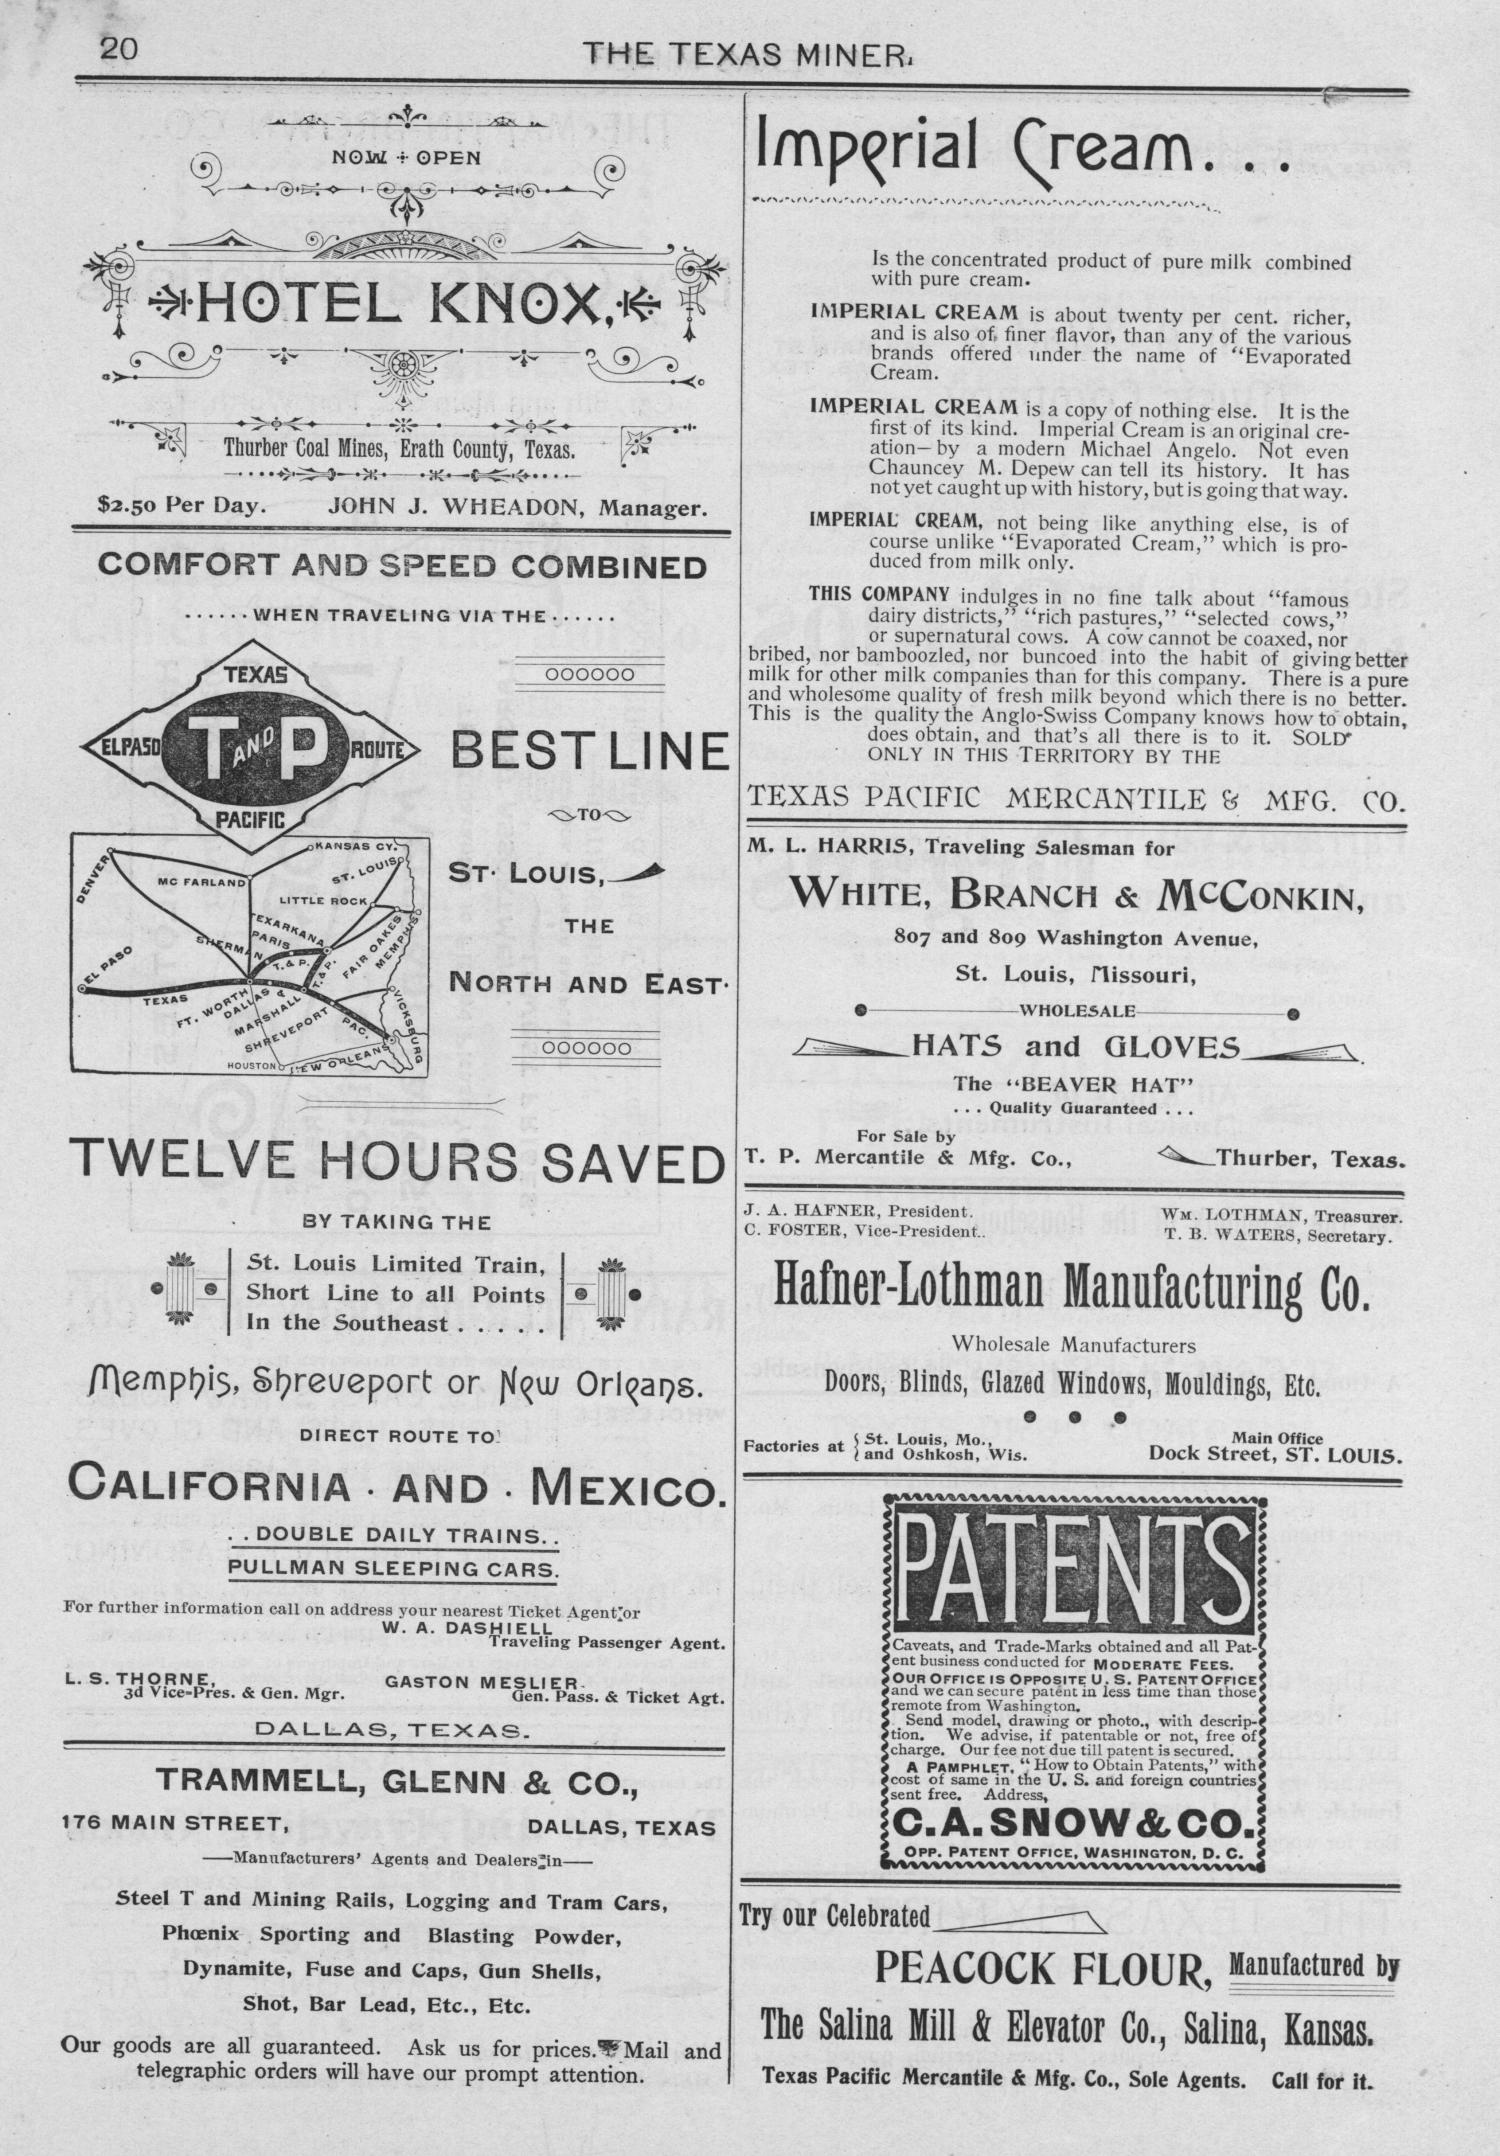 20
THE TEXAS MINER.
NOW + OPEN
HOTEL KNOX,
Thurber Coal Mines, Erath County, Texas.
$2.50 Per Day. JOHN J. WHEADON, Manager.
COMFORT AND SPEED COMBINED
......WHEN TRAVELING VIA THE......
TEXAS
ELPASO T AND P ROUTE
PACIFIC
OOOOOO
BEST LINE
TO
ST. LOUIS,
THE
NORTH AND EAST.
OOOOOO
KANSAS CY.
DENVER
MC FARLAND
ST. LOUIS
LITTLE ROCK
TEXARKANA
PARIS
SHERMAN
T. & P.
T. & P.
FAIR OAKES
MEMPHIS
EL PASO
TEXAS
FT. WORTH
DALLAS
&
MARSHALL
SHREVEPORT
PAC.
VICKSBURG
HOUSTON
NEW ORLEANS
TWELVE HOURS SAVED
BY TAKING THE
St. Louis Limited Train,
Short Line to all Points
In the Southeast . . . . .
Memphis, Shreveport or New Orleans.
DIRECT ROUTE TO
CALIFORNIA · AND · MEXICO.
. . DOUBLE DAILY TRAINS. .
PULLMAN SLEEPING CARS.
For further information call on address your nearest Ticket Agent or
W. A. DASHIELL
Traveling Passenger Agent.
L. S. THORNE,
3d Vice-Pres. & Gen. Mgr.
GASTON MESLIER
Gen. Pass. & Ticket Agt.
DALLAS, TEXAS.
TRAMMELL, GLENN & CO.,
176 MAIN STREET, DALLAS, TEXAS
—Manufacturers' Agents and Dealers in—
Steel T and Mining Rails, Logging and Tram Cars,
Phœnix Sporting and Blasting Powder,
Dynamite, Fuse and Caps, Gun Shells,
Shot, Bar Lead, Etc., Etc.
Our goods are all guaranteed. Ask us for prices. Mail and
telegraphic orders will have our prompt attention.
Imperial Cream. . .
Is the concentrated product of pure milk combined
with pure cream.
IMPERIAL CREAM is about twenty per cent. richer,
and is also of finer flavor, than any of the various
brands offered under the name of "Evaporated
Cream.
IMPERIAL CREAM is a copy of nothing else. It is the
first of its kind. Imperial Cream is an original cre-
ation—by a modern Michael Angelo. Not even
Chauncey M. Depew can tell its history. It has
not yet caught up with history, but is going that way.
IMPERIAL CREAM, not being like anything else, is of
course unlike "Evaporated Cream," which is pro-
duced from milk only.
THIS COMPANY indulges in no fine talk about "famous
dairy districts," "rich pastures," "selected cows,"
or supernatural cows. A cow cannot be coaxed, nor
bribed, nor bamboozled, nor buncoed into the habit of giving better
milk for other milk companies than for this company. There is a pure
and wholesome quality of fresh milk beyond which there is no better.
This is the quality the Anglo-Swiss Company knows how to obtain,
does obtain, and that's all there is to it. SOLD
ONLY IN THIS TERRITORY BY THE
TEXAS PACIFIC MERCANTILE & MFG. CO.
M. L. HARRIS, Traveling Salesman for
WHITE, BRANCH & McCONKIN,
807 and 809 Washington Avenue,
St. Louis, Missouri,
WHOLESALE
HATS and GLOVES
The "BEAVER HAT"
. . . Quality Guaranteed . . .
For Sale by
T. P. Mercantile & Mfg. Co., Thurber, Texas.
J. A. HAFNER, President. WM. LOTHMAN, Treasurer.
C. FOSTER, Vice-President.. T. B. WATERS, Secretary.
Hafner-Lothman Manufacturing Co.
Wholesale Manufacturers
Doors, Blinds, Glazed Windows, Mouldings, Etc.
Factories at { St. Louis, Mo.,
and Oshkosh, Wis.
Main Office
Dock Street, ST. LOUIS.
PATENTS
Caveats, and Trade-Marks obtained and all Pat-
ent business conducted for MODERATE FEES.
OUR OFFICE IS OPPOSITE U. S. PATENT OFFICE
and we can secure patent in less time than those
remote from Washington.
Send model, drawing or photo., with descrip-
tion. We advise, if patentable or not, free of
charge. Our fee not due till patent is secured.
A PAMPHLET, "How to Obtain Patents," with
cost of same in the U. S. and foreign countries
sent free. Address,
C. A. SNOW & CO.
OPP. PATENT OFFICE, WASHINGTON, D. C.
Try our Celebrated
PEACOCK FLOUR, Manufactured by
The Salina Mill & Elevator Co., Salina, Kansas.
Texas Pacific Mercantile & Mfg. Co., Sole Agents. Call for it.